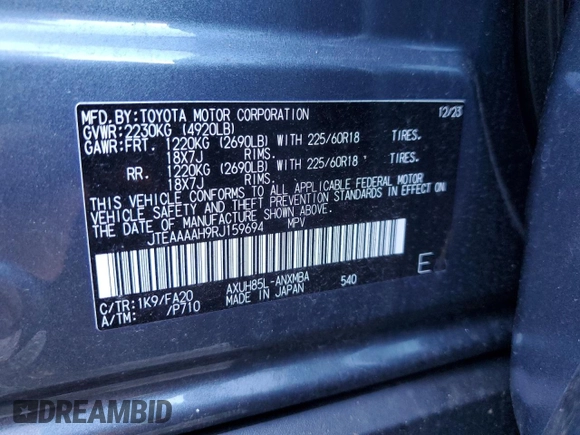 MFD.BY:TOYOTA MOTOR CORPORATION 12/23
GVWR:2230KG (4920LB)
GAWR:FRT. 1220KG (2690LB) WITH 225/60R18 TIRES.
18X7J RIMS.
RR. 1220KG (2690LB) WITH 225/60R18 TIRES.
18X7J RIMS.
THIS VEHICLE CONFORMS TO ALL APPLICABLE FEDERAL MOTOR
VEHICLE SAFETY AND THEFT PREVENTION STANDARDS IN EFFECT ON
THE DATE OF MANUFACTURE SHOWN ABOVE.
JTEAAAAH9RJ159694 MPV
C/TR:1K9/FA20 AXUH85L-ANXMBA 540
A/TM: /P710 MADE IN JAPAN
DREAMBID